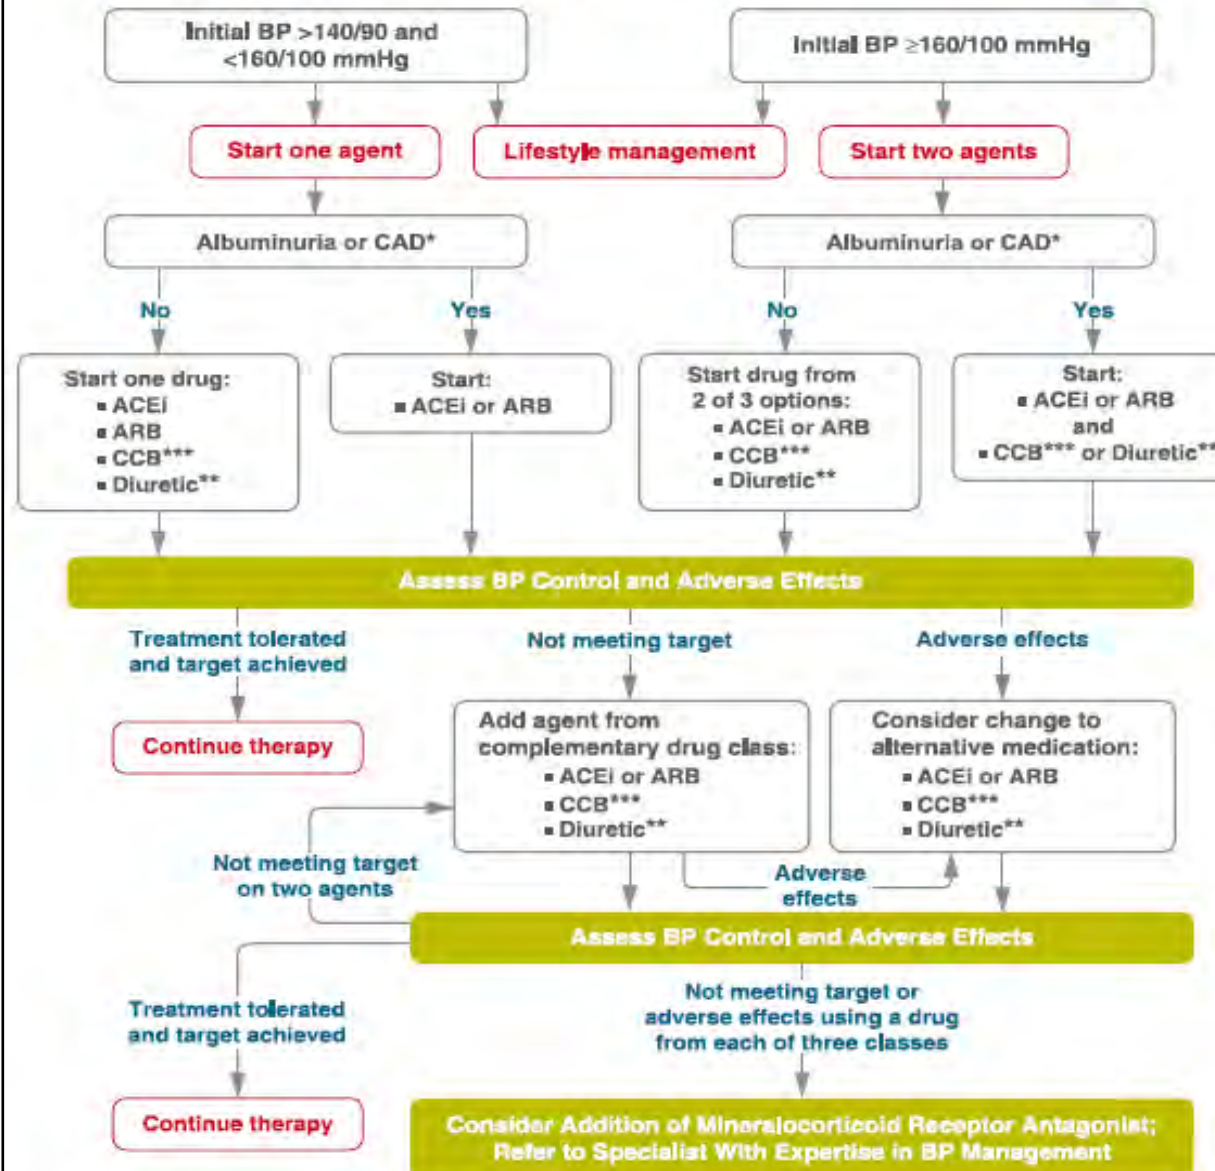 Initial BP >140/90 and
<160/100 mmHg
Initial BP ≥160/100 mmHg
Start one agent
Lifestyle management
Start two agents
Albuminuria or CAD*
Albuminuria or CAD*
No
Yes
No
Yes
Start one drug:
▪ ACEi
▪ ARB
▪ CCB***
▪ Diuretic**
Start:
▪ ACEi or ARB
Start drug from
2 of 3 options:
▪ ACEi or ARB
▪ CCB***
▪ Diuretic**
Start:
▪ ACEi or ARB
and
▪ CCB*** or Diuretic**
Assess BP Control and Adverse Effects
Treatment tolerated
and target achieved
Not meeting target
Adverse effects
Continue therapy
Add agent from
complementary drug class:
▪ ACEi or ARB
▪ CCB***
▪ Diuretic**
Consider change to
alternative medication:
▪ ACEi or ARB
▪ CCB***
▪ Diuretic**
Not meeting target
on two agents
Adverse
effects
Assess BP Control and Adverse Effects
Treatment tolerated
and target achieved
Not meeting target or
adverse effects using a drug
from each of three classes
Continue therapy
Consider Addition of Mineralocorticoid Receptor Antagonist;
Refer to Specialist With Expertise in BP Management